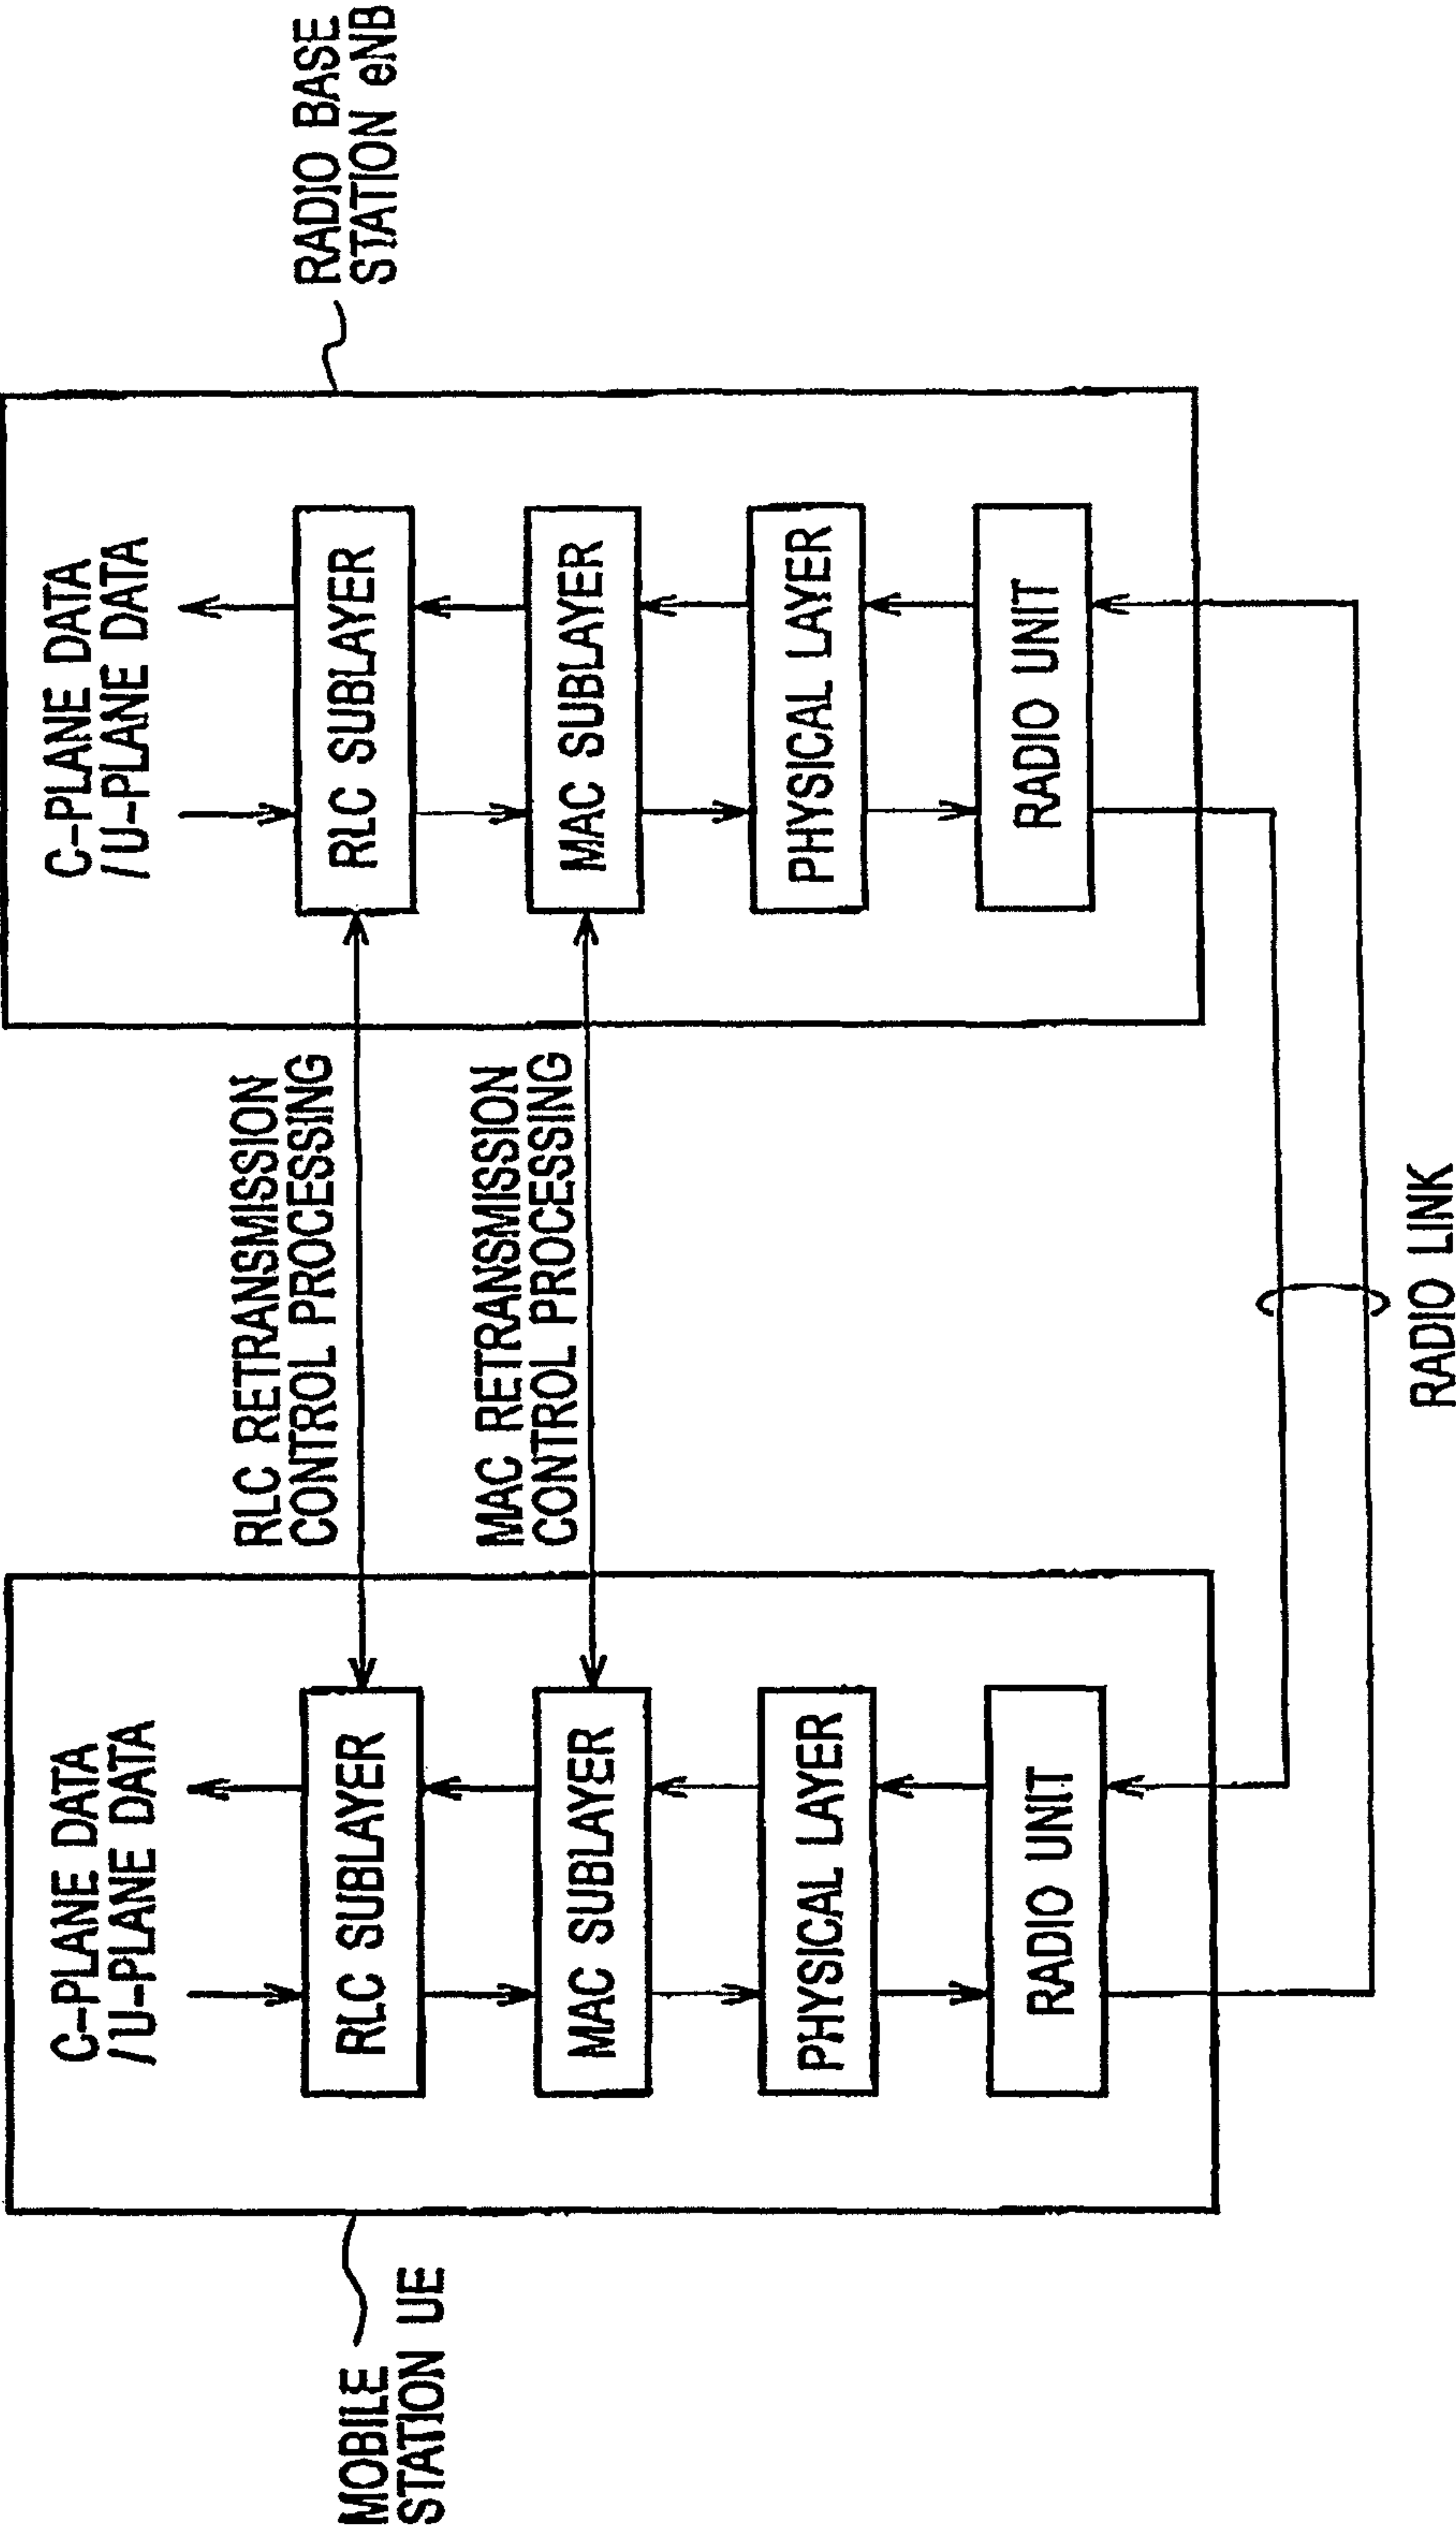 MOBILE
STATION UE
C-PLANE DATA
/U-PLANE DATA
RLC SUBLAYER
MAC SUBLAYER
PHYSICAL LAYER
RADIO UNIT
RLC RETRANSMISSION
CONTROL PROCESSING
MAC RETRANSMISSION
CONTROL PROCESSING
RADIO LINK
C-PLANE DATA
/U-PLANE DATA
RLC SUBLAYER
MAC SUBLAYER
PHYSICAL LAYER
RADIO UNIT
RADIO BASE
STATION eNB